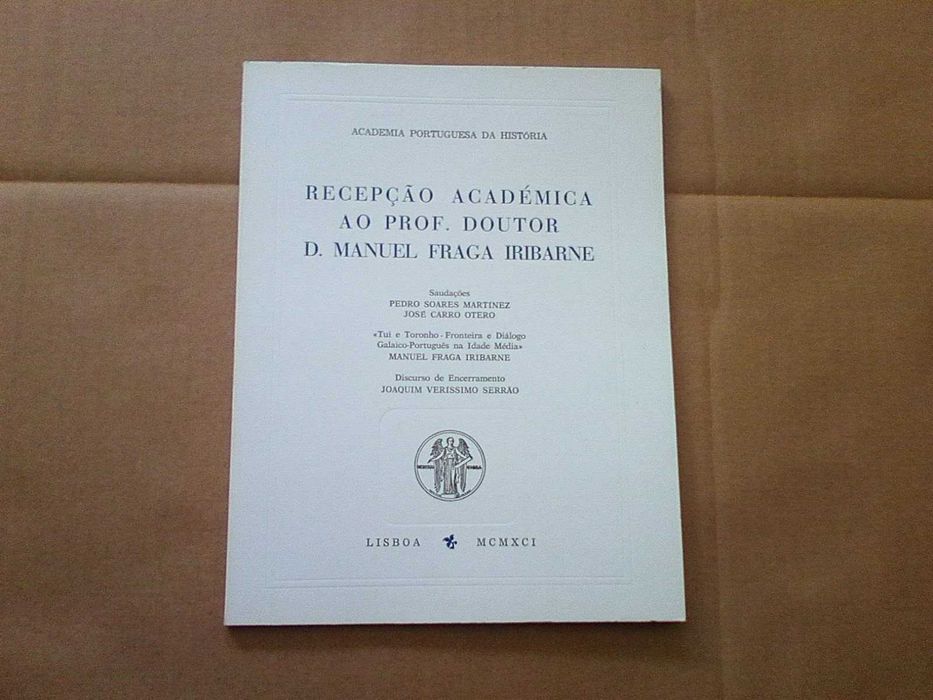 ACADEMIA PORTUGUESA DA HISTÓRIA
RECEPÇÃO ACADÉMICA
AO PROF. DOUTOR
D. MANUEL FRAGA IRIBARNE
Saudações
PEDRO SOARES MARTINEZ
JOSÉ CARRO OTERO
«Tui e Toronho - Fronteira e Diálogo
Galaico-Português na Idade Média»
MANUEL FRAGA IRIBARNE
Discurso de Encerramento
JOAQUIM VERISSIMO SERRÃO
LISBOA MCMXCI